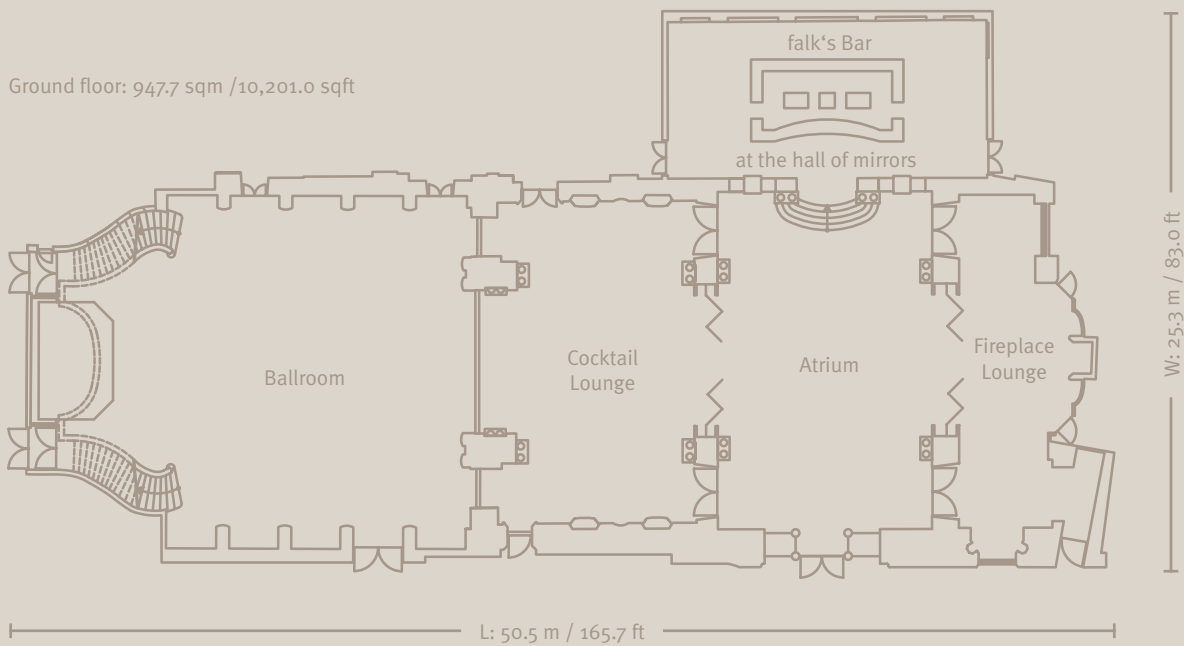 falk‘s Bar
Ground floor: 947.7 sqm /10,201.0 sqft
at the hall of mirrors
W: 25.3 m / 83.0 ft
Ballroom
Cocktail
Lounge
Atrium
Fireplace
Lounge
L: 50.5 m / 165.7 ft